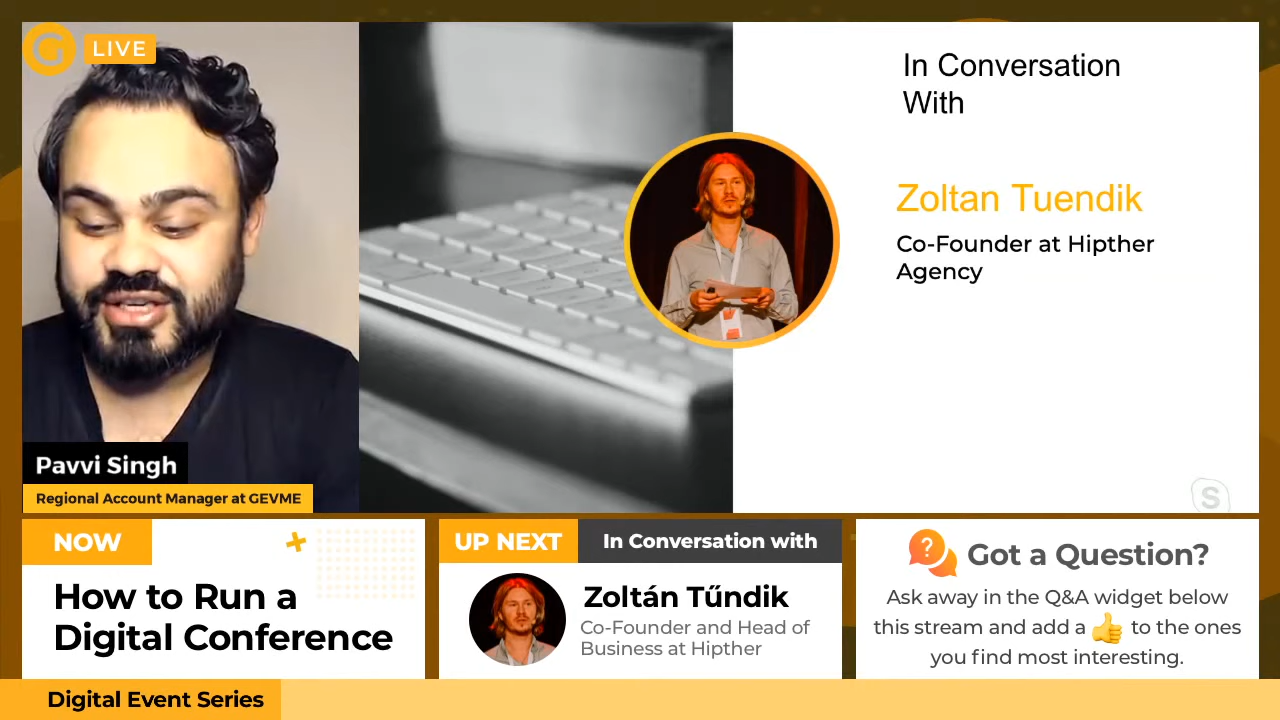 G
LIVE
Pavvi Singh
Regional Account Manager at GEVME
In Conversation
With
Zoltan Tuendik
Co-Founder at Hipther
Agency
S
NOW
How to Run a
Digital Conference
UP NEXT
In Conversation with
Zoltán Tűndik
Co-Founder and Head of
Business at Hipther
?
Got a Question?
Ask away in the Q&A widget below
this stream and add a 👍 to the ones
you find most interesting.
Digital Event Series